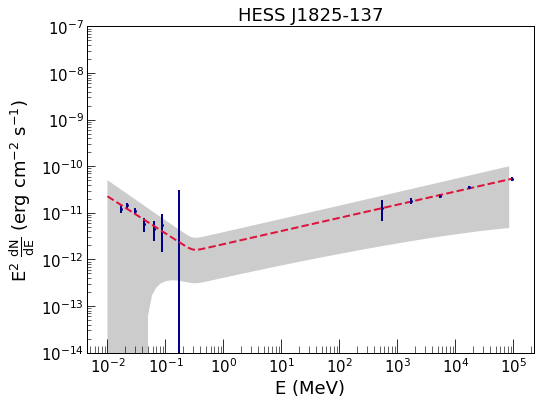 HESS J1825-137
E² dN/dE (erg cm⁻² s⁻¹)
10⁻⁷
10⁻⁸
10⁻⁹
10⁻¹⁰
10⁻¹¹
10⁻¹²
10⁻¹³
10⁻¹⁴
10⁻² 10⁻¹ 10⁰ 10¹ 10² 10³ 10⁴ 10⁵
E (MeV)